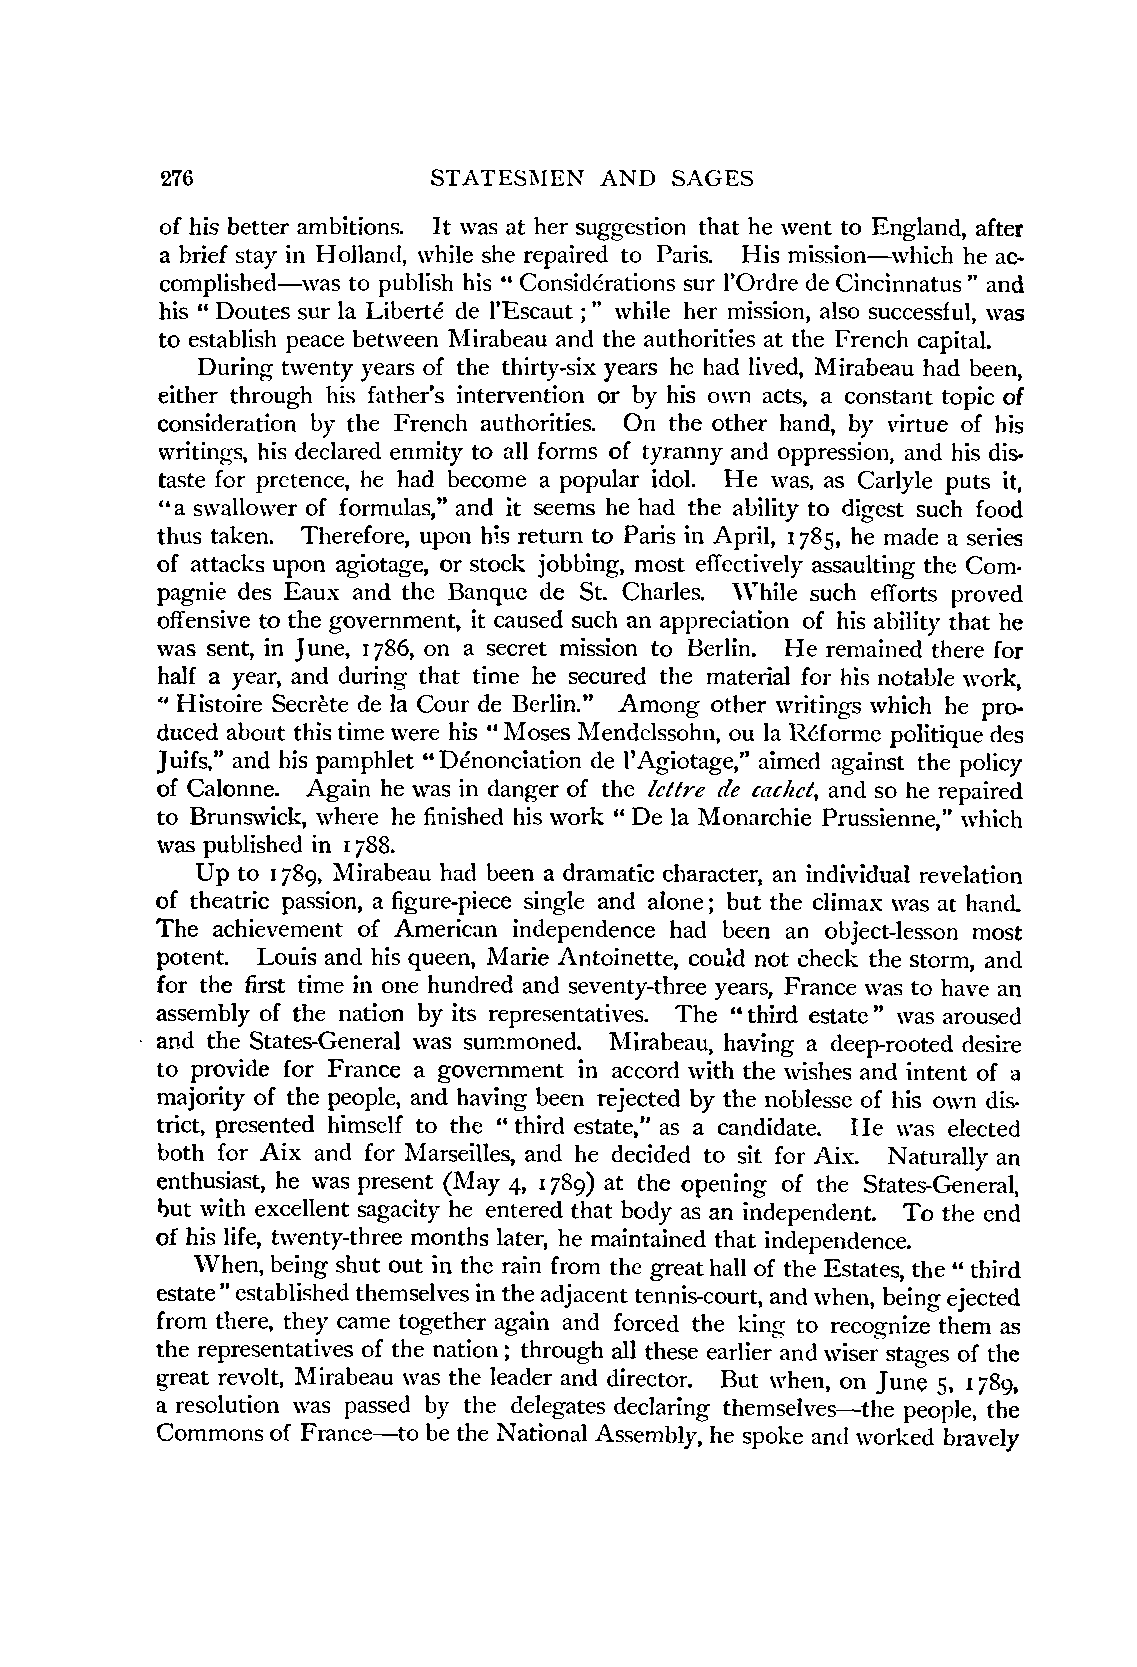 276 STATESMEN AND SAGES
of his better ambitions. It was at her suggestion that he went to England, after
a brief stay in Holland, while she repaired to Paris. His mission—which he ac-
complished—was to publish his “ Considérations sur l'Ordre de Cincinnatus ” and
his “ Doutes sur la Liberté de l'Escaut ; ” while her mission, also successful, was
to establish peace between Mirabeau and the authorities at the French capital.
During twenty years of the thirty-six years he had lived, Mirabeau had been,
either through his father's intervention or by his own acts, a constant topic of
consideration by the French authorities. On the other hand, by virtue of his
writings, his declared enmity to all forms of tyranny and oppression, and his dis-
taste for pretence, he had become a popular idol. He was, as Carlyle puts it,
“a swallower of formulas,” and it seems he had the ability to digest such food
thus taken. Therefore, upon his return to Paris in April, 1785, he made a series
of attacks upon agiotage, or stock jobbing, most effectively assaulting the Com-
pagnie des Eaux and the Banque de St. Charles. While such efforts proved
offensive to the government, it caused such an appreciation of his ability that he
was sent, in June, 1786, on a secret mission to Berlin. He remained there for
half a year, and during that time he secured the material for his notable work,
“ Histoire Secrète de la Cour de Berlin.” Among other writings which he pro-
duced about this time were his “ Moses Mendelssohn, ou la Réforme politique des
Juifs,” and his pamphlet “Dénonciation de l'Agiotage,” aimed against the policy
of Calonne. Again he was in danger of the lettre de cachet, and so he repaired
to Brunswick, where he finished his work “ De la Monarchie Prussienne,” which
was published in 1788.
Up to 1789, Mirabeau had been a dramatic character, an individual revelation
of theatric passion, a figure-piece single and alone; but the climax was at hand.
The achievement of American independence had been an object-lesson most
potent. Louis and his queen, Marie Antoinette, could not check the storm, and
for the first time in one hundred and seventy-three years, France was to have an
assembly of the nation by its representatives. The “third estate” was aroused
and the States-General was summoned. Mirabeau, having a deep-rooted desire
to provide for France a government in accord with the wishes and intent of a
majority of the people, and having been rejected by the noblesse of his own dis-
trict, presented himself to the “ third estate,” as a candidate. He was elected
both for Aix and for Marseilles, and he decided to sit for Aix. Naturally an
enthusiast, he was present (May 4, 1789) at the opening of the States-General,
but with excellent sagacity he entered that body as an independent. To the end
of his life, twenty-three months later, he maintained that independence.
When, being shut out in the rain from the great hall of the Estates, the “ third
estate” established themselves in the adjacent tennis-court, and when, being ejected
from there, they came together again and forced the king to recognize them as
the representatives of the nation ; through all these earlier and wiser stages of the
great revolt, Mirabeau was the leader and director. But when, on June 5, 1789,
a resolution was passed by the delegates declaring themselves—the people, the
Commons of France—to be the National Assembly, he spoke and worked bravely